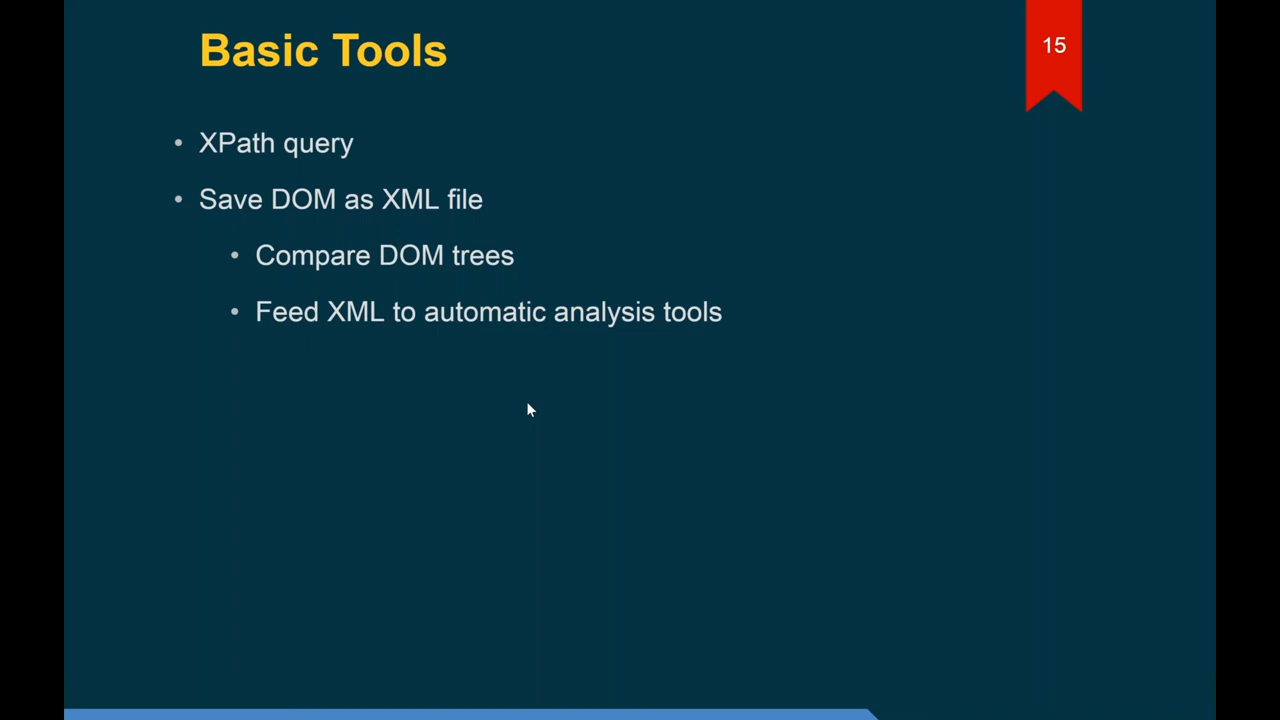 Basic Tools
15
• XPath query
• Save DOM as XML file
• Compare DOM trees
• Feed XML to automatic analysis tools